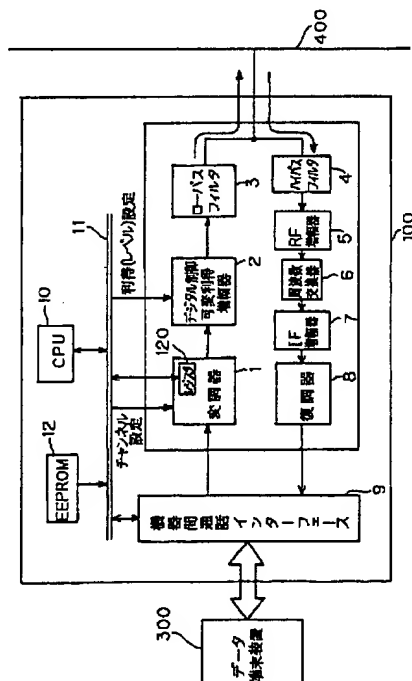 400
100
11
利得(レベル)設定
10
CPU
12
EEPROM
チャンネル
設定
120
レジスタ
変調器
1
デジタル制御
可変利得
増幅器
2
ローパス
フィルタ
3
ハイパス
フィルタ
4
RF
増幅器
5
周波数
交換器
6
IF
増幅器
7
復調器
8
機器間通話インターフェース
9
300
データ
端末装置